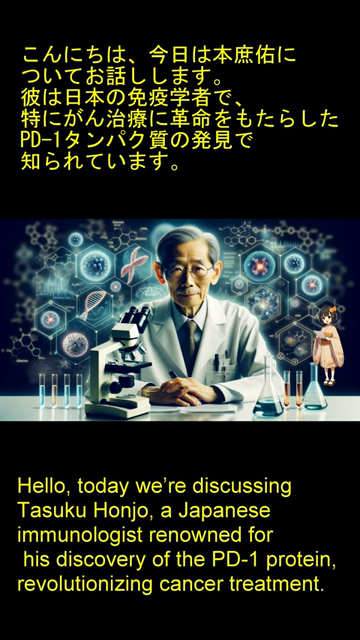 こんにちは、今日は本庶佑に
ついてお話しします。
彼は日本の免疫学者で、
特にがん治療に革命をもたらした
PD-1タンパク質の発見で
知られています。
Hello, today we're discussing
Tasuku Honjo, a Japanese
immunologist renowned for
his discovery of the PD-1 protein,
revolutionizing cancer treatment.